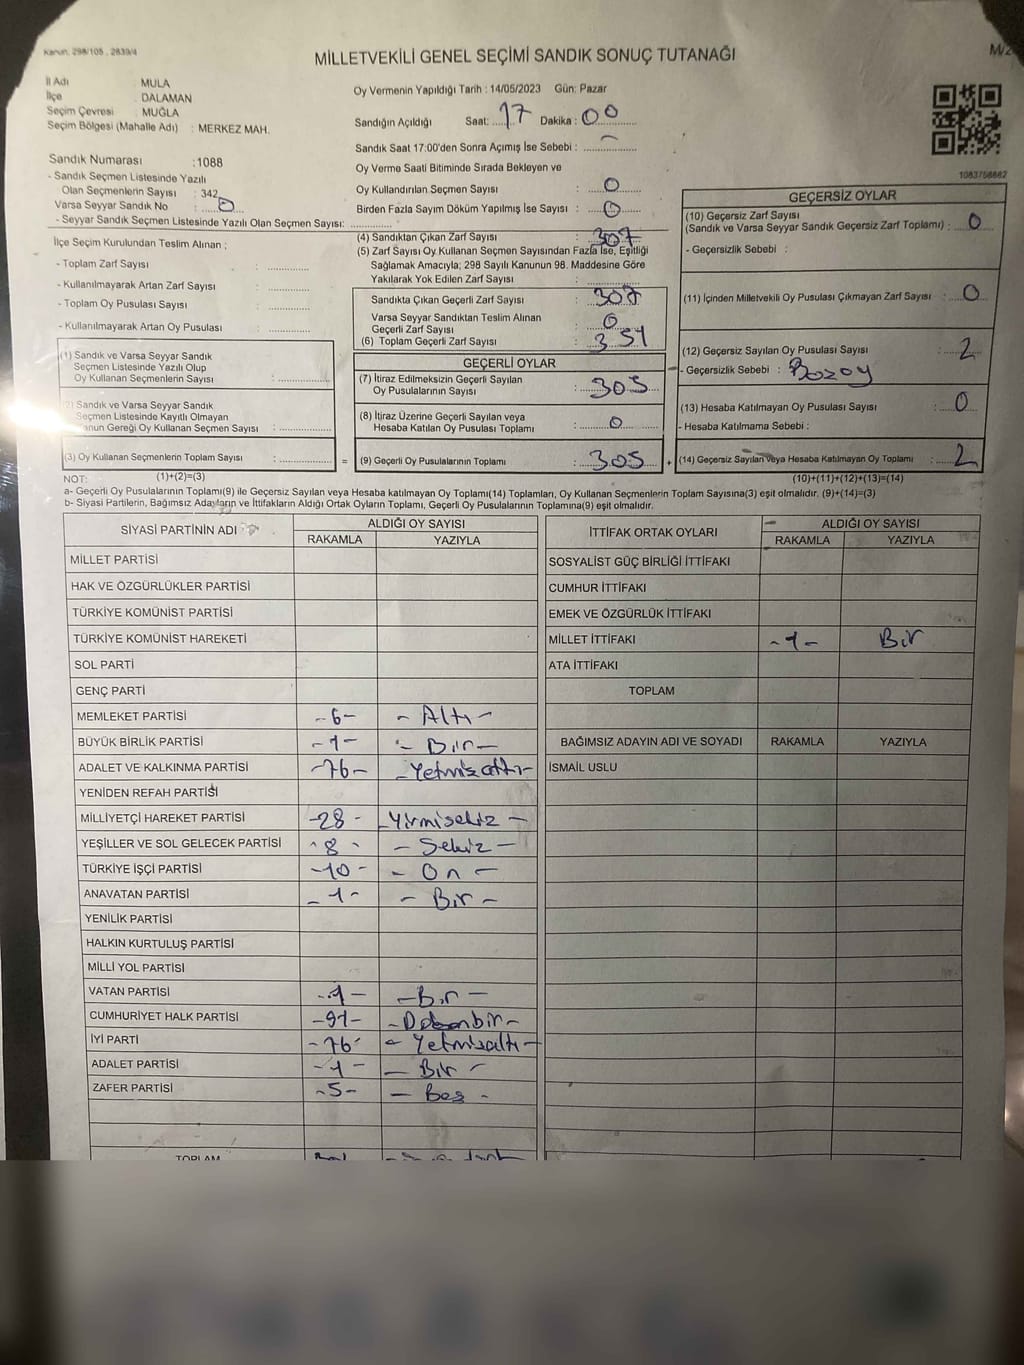 Kanun: 298/105 , 2839/4
MİLLETVEKİLİ GENEL SEÇİMİ SANDIK SONUÇ TUTANAĞI
İl Adı : MULA
İlçe : DALAMAN
Seçim Çevresi : MUĞLA
Seçim Bölgesi (Mahalle Adı) : MERKEZ MAH.
Oy Vermenin Yapıldığı Tarih : 14/05/2023 Gün: Pazar
Sandığın Açıldığı Saat: 17 Dakika : 00
Sandık Saat 17:00'den Sonra Açımış İse Sebebi : –
Oy Verme Saati Bitiminde Sırada Bekleyen ve
Oy Kullandırılan Seçmen Sayısı : 0
Birden Fazla Sayım Döküm Yapılmış İse Sayısı : 0
1083758862
Sandık Numarası :1088
- Sandık Seçmen Listesinde Yazılı
Olan Seçmenlerin Sayısı : 342
Varsa Seyyar Sandık No : 0
- Seyyar Sandık Seçmen Listesinde Yazılı Olan Seçmen Sayısı:
İlçe Seçim Kurulundan Teslim Alınan ;
- Toplam Zarf Sayısı :
- Kullanılmayarak Artan Zarf Sayısı :
- Toplam Oy Pusulası Sayısı :
- Kullanılmayarak Artan Oy Pusulası :
(1) Sandık ve Varsa Seyyar Sandık
Seçmen Listesinde Yazılı Olup
Oy Kullanan Seçmenlerin Sayısı :
(2) Sandık ve Varsa Seyyar Sandık
Seçmen Listesinde Kayıtlı Olmayan
Kanun Gereği Oy Kullanan Seçmen Sayısı :
(3) Oy Kullanan Seçmenlerin Toplam Sayısı :
(1)+(2)=(3)
(4) Sandıktan Çıkan Zarf Sayısı : 307
(5) Zarf Sayısı Oy Kullanan Seçmen Sayısından Fazla İse, Eşitliği
Sağlamak Amacıyla; 298 Sayılı Kanunun 98. Maddesine Göre
Yakılarak Yok Edilen Zarf Sayısı :
Sandıkta Çıkan Geçerli Zarf Sayısı : 307
Varsa Seyyar Sandıktan Teslim Alınan
Geçerli Zarf Sayısı : 0
(6) Toplam Geçerli Zarf Sayısı : 351
GEÇERLİ OYLAR
(7) İtiraz Edilmeksizin Geçerli Sayılan
Oy Pusulalarının Sayısı : 305
(8) İtiraz Üzerine Geçerli Sayılan veya
Hesaba Katılan Oy Pusulası Toplamı : 0
= (9) Geçerli Oy Pusulalarının Toplamı : 305 +
GEÇERSİZ OYLAR
(10) Geçersiz Zarf Sayısı
(Sandık ve Varsa Seyyar Sandık Geçersiz Zarf Toplamı) : 0
- Geçersizlik Sebebi :
(11) İçinden Milletvekili Oy Pusulası Çıkmayan Zarf Sayısı : 0
(12) Geçersiz Sayılan Oy Pusulası Sayısı : 2
- Geçersizlik Sebebi : Bozoy
(13) Hesaba Katılmayan Oy Pusulası Sayısı : 0
- Hesaba Katılmama Sebebi :
(14) Geçersiz Sayılan veya Hesaba Katılmayan Oy Toplamı : 2
(10)+(11)+(12)+(13)=(14)
NOT:
a- Geçerli Oy Pusulalarının Toplamı(9) ile Geçersiz Sayılan veya Hesaba katılmayan Oy Toplamı(14) Toplamları, Oy Kullanan Seçmenlerin Toplam Sayısına(3) eşit olmalıdır. (9)+(14)=(3)
b- Siyasi Partilerin, Bağımsız Adayların ve İttifakların Aldığı Ortak Oyların Toplamı, Geçerli Oy Pusulalarının Toplamına(9) eşit olmalıdır.
SİYASİ PARTİNİN ADI ALDIĞI OY SAYISI
RAKAMLA YAZIYLA
MİLLET PARTİSİ
HAK VE ÖZGÜRLÜKLER PARTİSİ
TÜRKİYE KOMÜNİST PARTİSİ
TÜRKİYE KOMÜNİST HAREKETİ
SOL PARTİ
GENÇ PARTİ
MEMLEKET PARTİSİ -6- - Altı -
BÜYÜK BİRLİK PARTİSİ -1- - Bir -
ADALET VE KALKINMA PARTİSİ -76- - Yetmiş altı -
YENİDEN REFAH PARTİSİ
MİLLİYETÇİ HAREKET PARTİSİ -28- - Yirmisekiz -
YEŞİLLER VE SOL GELECEK PARTİSİ -8- - Sekiz -
TÜRKİYE İŞÇİ PARTİSİ -10- - On -
ANAVATAN PARTİSİ -1- - Bir -
YENİLİK PARTİSİ
HALKIN KURTULUŞ PARTİSİ
MİLLİ YOL PARTİSİ
VATAN PARTİSİ -1- - Bir -
CUMHURİYET HALK PARTİSİ -91-
İYİ PARTİ -76- - Yetmişaltı -
ADALET PARTİSİ -1- - Bir -
ZAFER PARTİSİ -5- - Beş -
TOPLAM
İTTİFAK ORTAK OYLARI ALDIĞI OY SAYISI
RAKAMLA YAZIYLA
SOSYALİST GÜÇ BİRLİĞİ İTTİFAKI
CUMHUR İTTİFAKI
EMEK VE ÖZGÜRLÜK İTTİFAKI
MİLLET İTTİFAKI -1- Bir
ATA İTTİFAKI
TOPLAM
BAĞIMSIZ ADAYIN ADI VE SOYADI RAKAMLA YAZIYLA
İSMAİL USLU